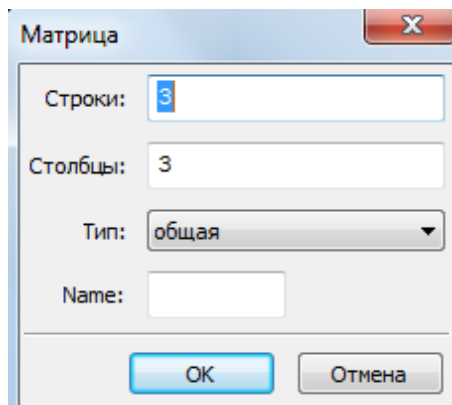 Матрица
Строки: 3
Столбцы: 3
Тип: общая
Name:
OK Отмена